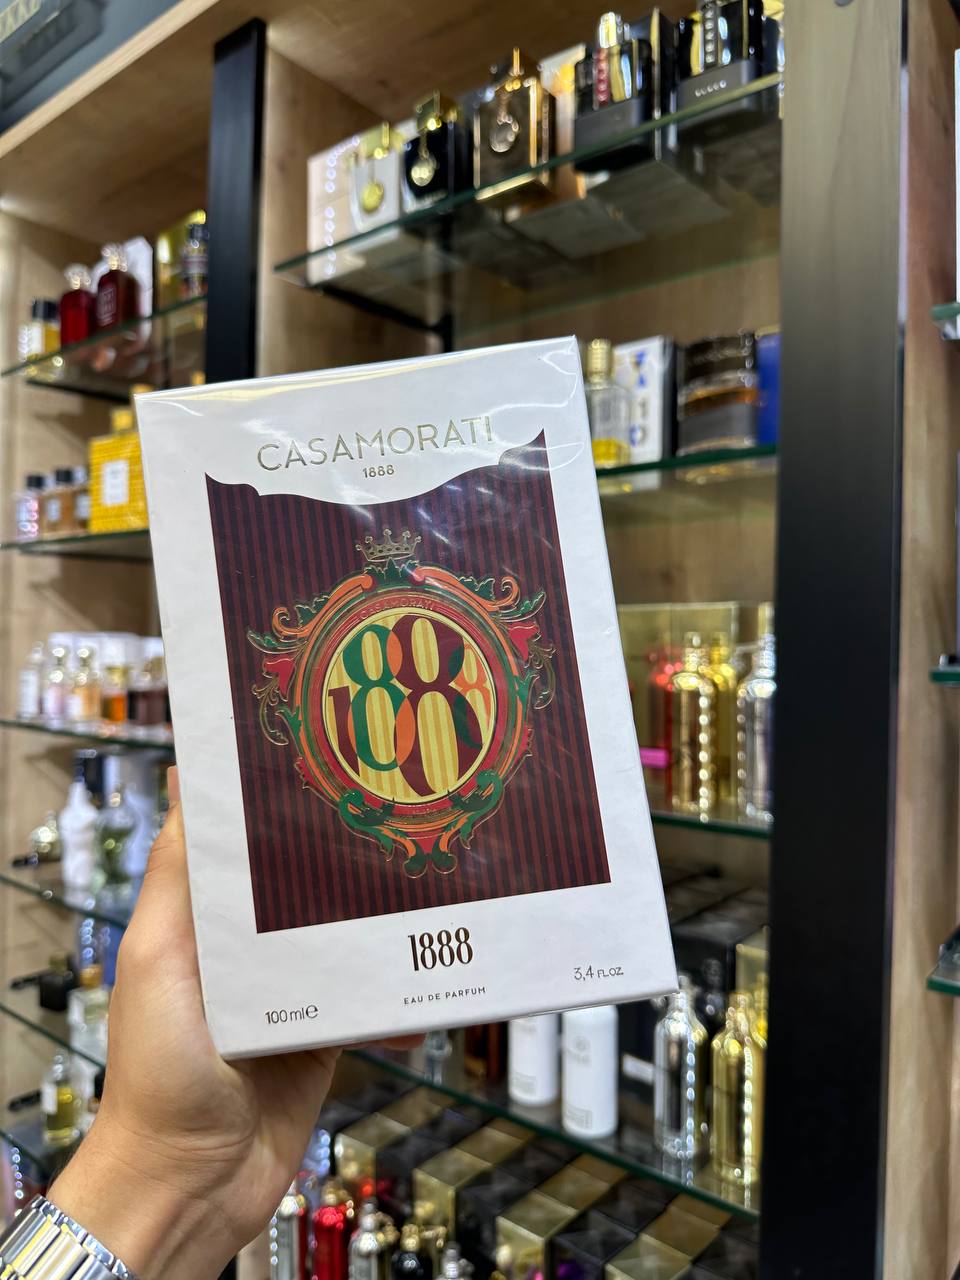 CASAMORATI
1888
CASAMORATI
1888
1888
EAU DE PARFUM
100 ml e
3,4 FL OZ